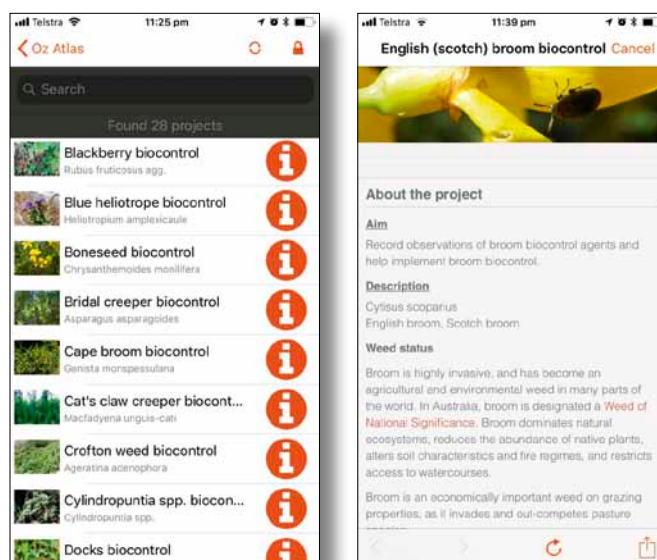 Telstra 11:25 pm
Oz Atlas
Search
Found 28 projects
Blackberry biocontrol
Rubus fruticosus agg.
Blue heliotrope biocontrol
Heliotropium amplexicaule
Boneseed biocontrol
Chrysanthemoides monilifera
Bridal creeper biocontrol
Asparagus asparagoides
Cape broom biocontrol
Genista monspessulana
Cat's claw creeper biocont...
Macfadyena unguis-cati
Crofton weed biocontrol
Ageratina adenophora
Cylindropuntia spp. biocon...
Cylindropuntia spp.
Docks biocontrol
Telstra 11:39 pm
English (scotch) broom biocontrol Cancel
About the project
Aim
Record observations of broom biocontrol agents and
help implement broom biocontrol.
Description
Cytisus scoparius
English broom, Scotch broom
Weed status
Broom is highly invasive, and has become an
agricultural and environmental weed in many parts of
the world. In Australia, broom is designated a Weed of
National Significance. Broom dominates natural
ecosystems, reduces the abundance of native plants,
alters soil characteristics and fire regimes, and restricts
access to watercourses.
Broom is an economically important weed on grazing
properties, as it invades and out-competes pasture